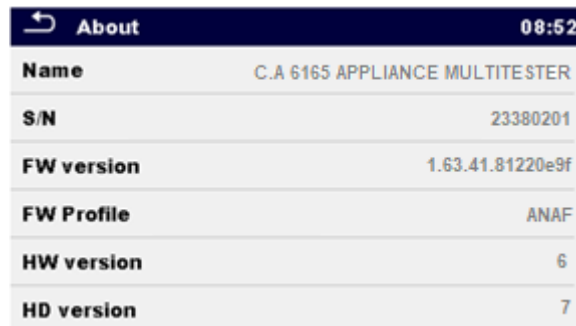 About 08:52
Name C.A 6165 APPLIANCE MULTITESTER
S/N 23380201
FW version 1.63.41.81220e9f
FW Profile ANAF
HW version 6
HD version 7